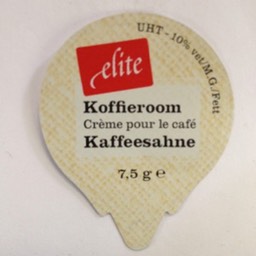 UHT - 10% vet/M.G./Fett
elite
Koffieroom
Crème pour le café
Kaffeesahne
7,5 g e